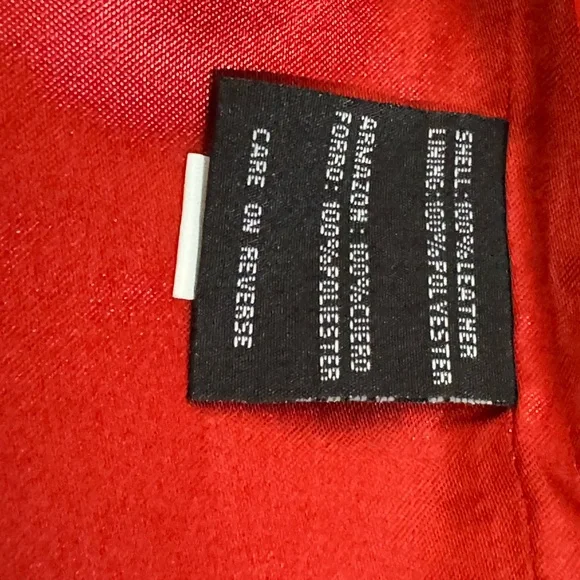 SHELL: 100% LEATHER
LINING: 100% POLYESTER
ARMAZON: 100% CUERO
FORRO: 100% POLIESTER
CARE ON REVERSE